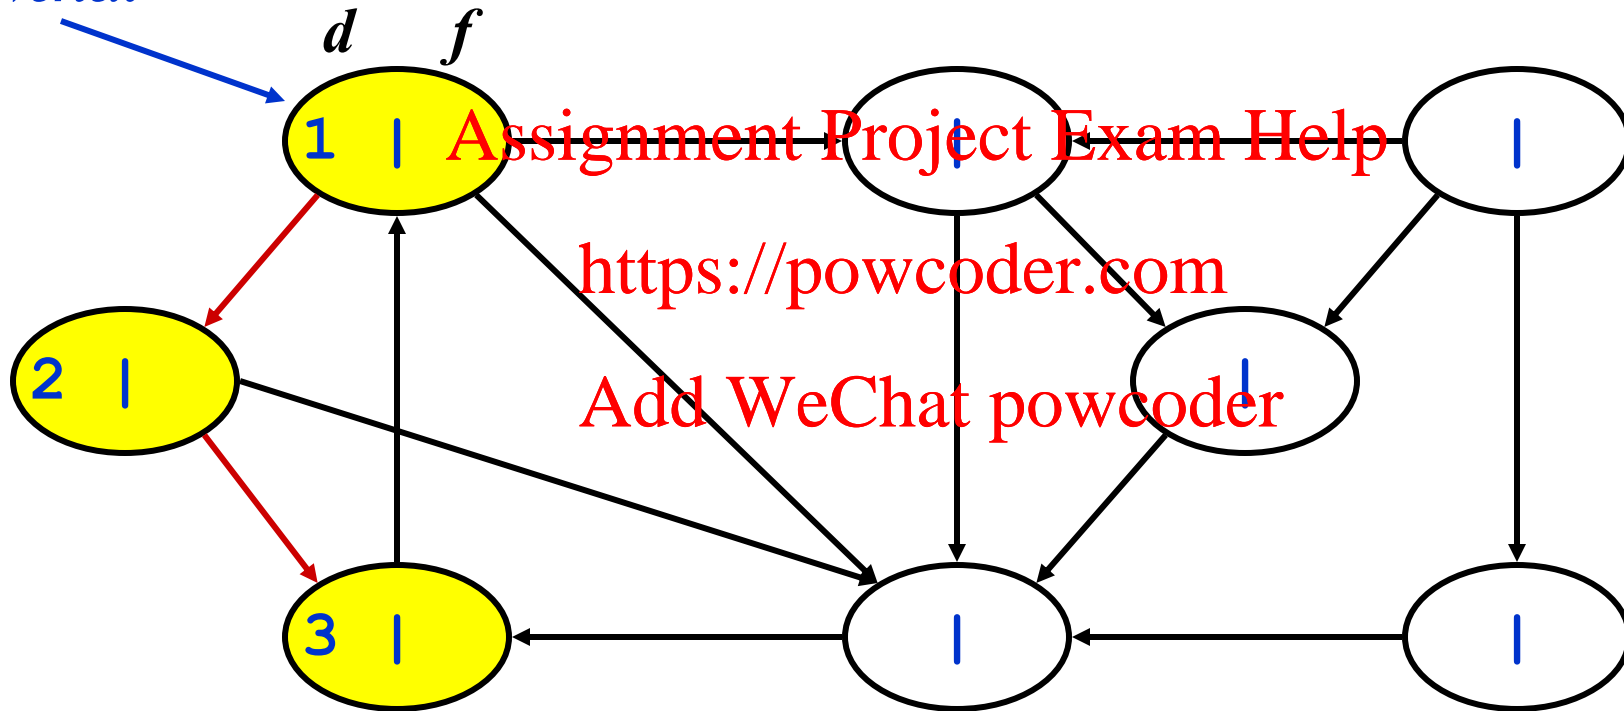 d f
1 | Assignment Project Exam Help | |
https://powcoder.com
2 | Add WeChat powcoder |
3 | | |